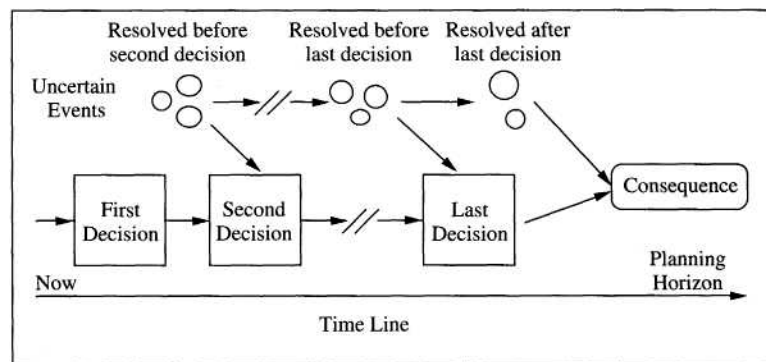 Resolved before
second decision
Resolved before
last decision
Resolved after
last decision
Uncertain
Events
Consequence
First
Decision
Second
Decision
Last
Decision
Now
Planning
Horizon
Time Line